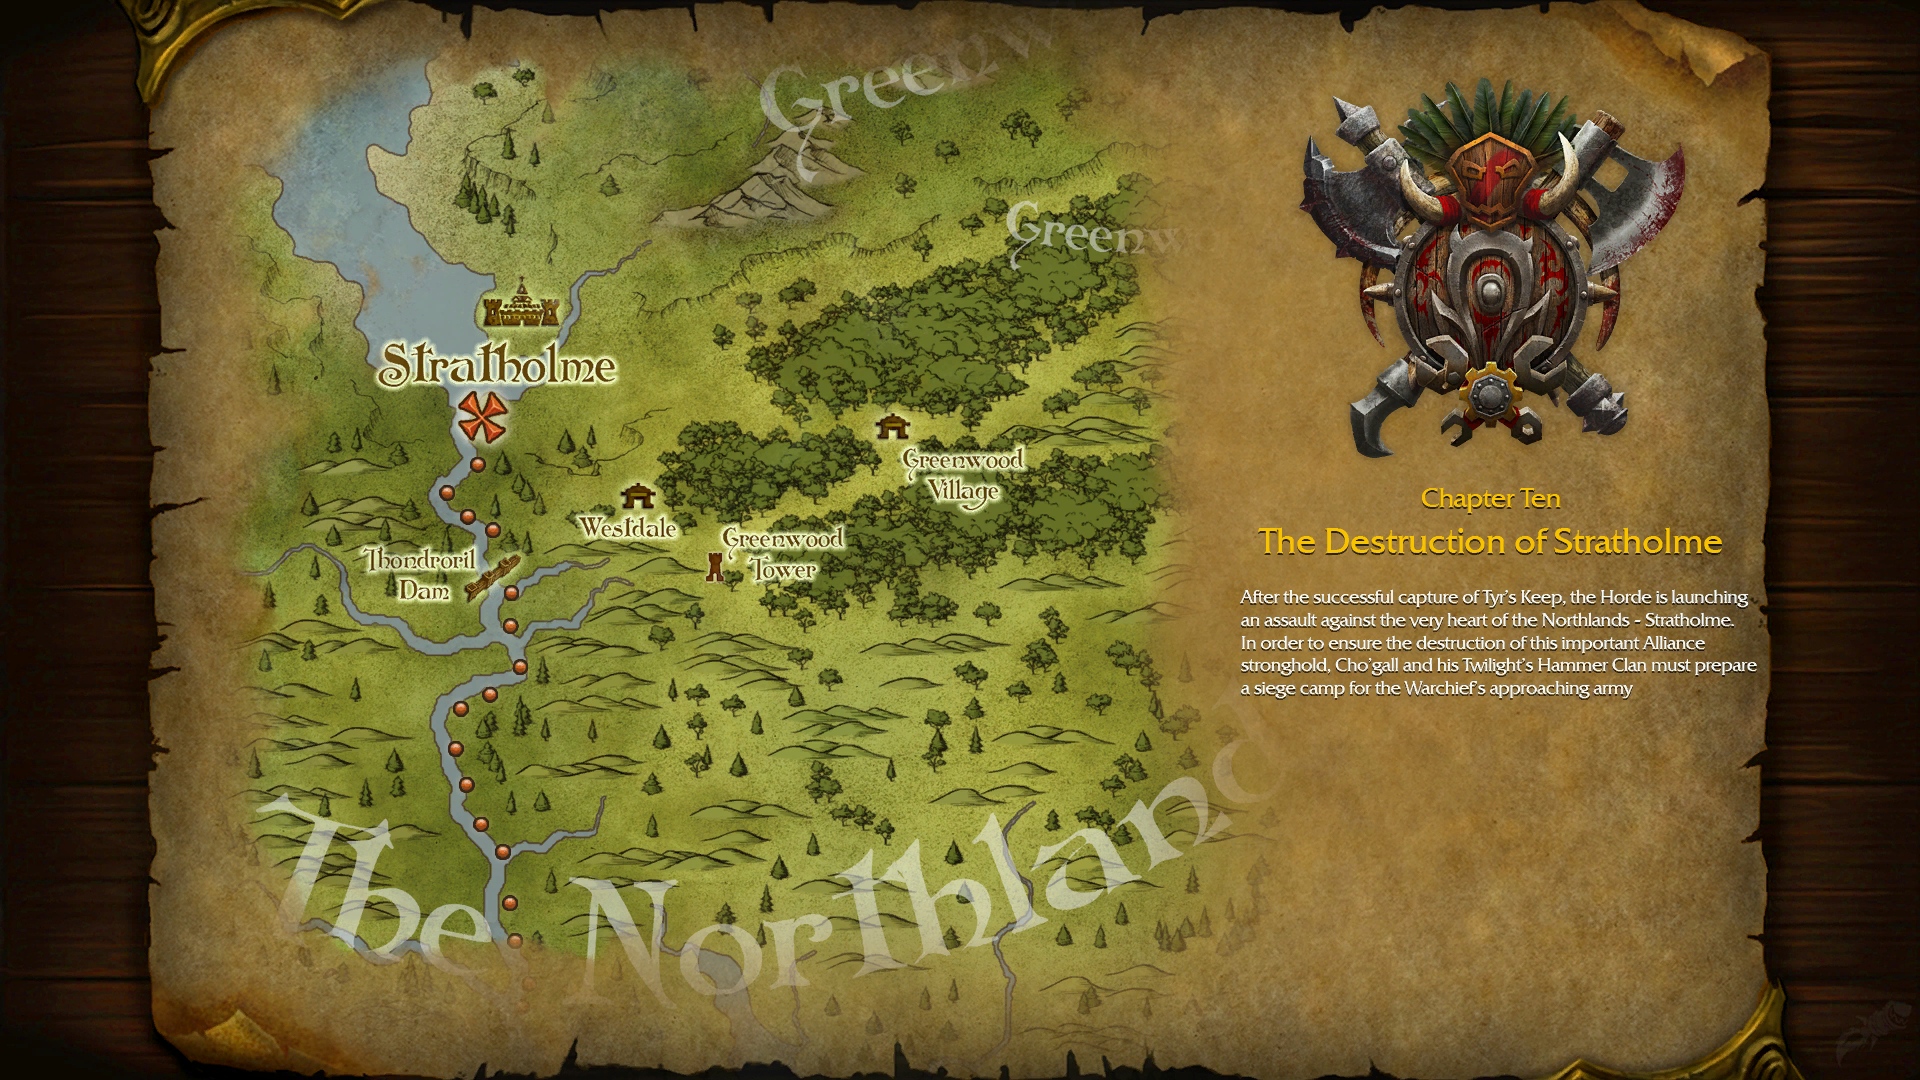 Greenw
Greenw
Stratholme
Greenwood
Village
Westdale
Greenwood
Tower
Thondroril
Dam
The Northland
Chapter Ten
The Destruction of Stratholme
After the successful capture of Tyr's Keep, the Horde is launching
an assault against the very heart of the Northlands - Stratholme.
In order to ensure the destruction of this important Alliance
stronghold, Cho'gall and his Twilight's Hammer Clan must prepare
a siege camp for the Warchief's approaching army